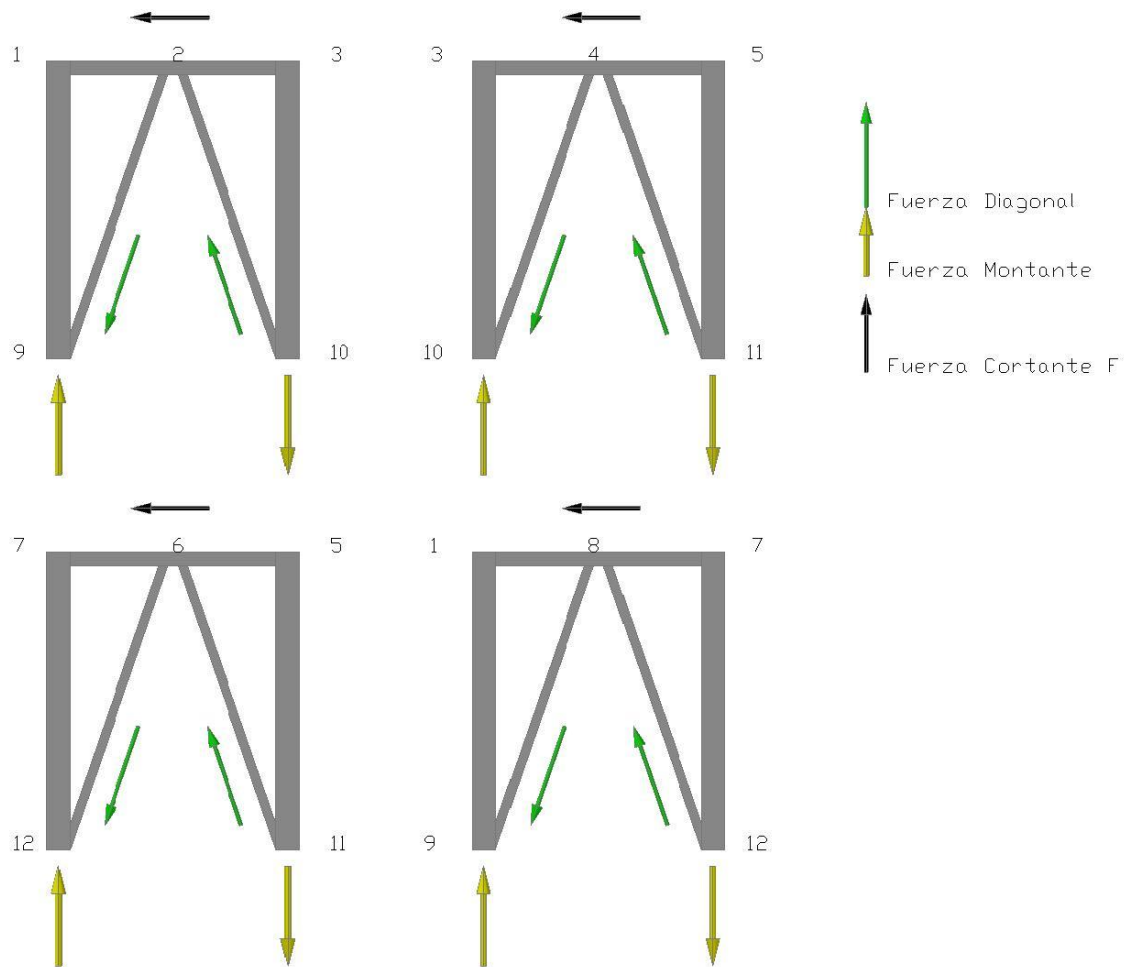 1 2 3 3 4 5
Fuerza Diagonal
Fuerza Montante
9 10 10 11
Fuerza Cortante F
7 6 5 1 8 7
12 11 9 12